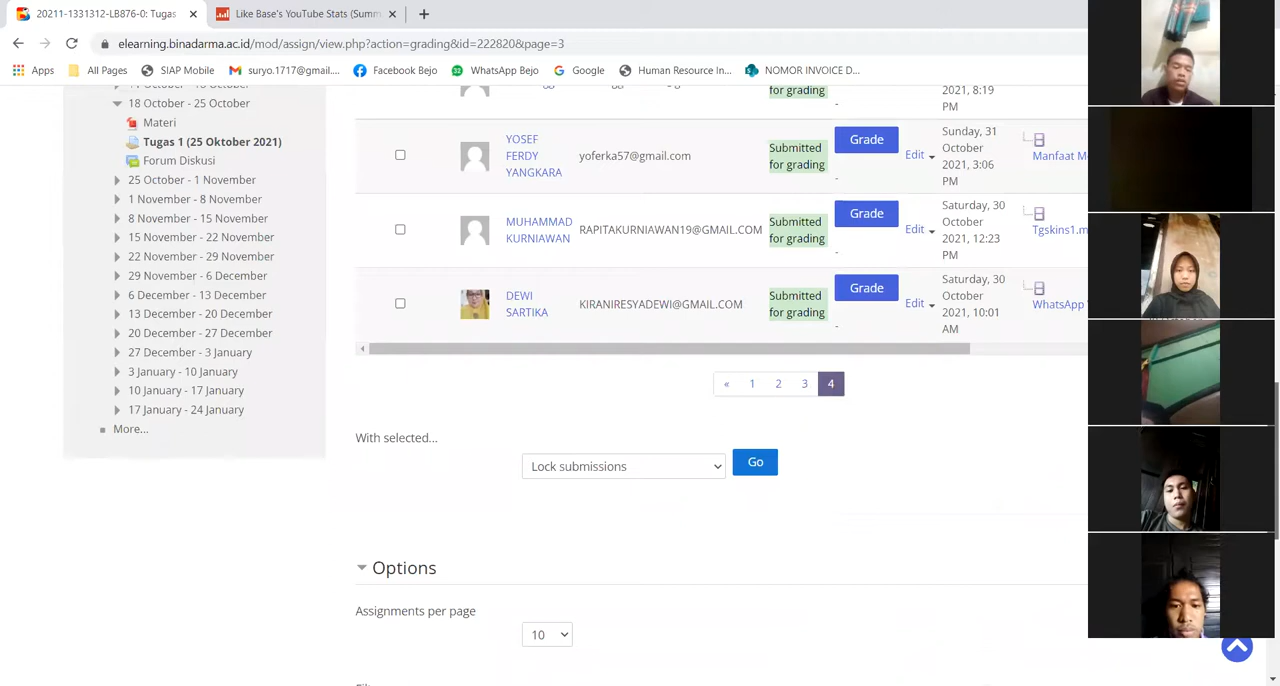 20211-1331312-LB876-0: Tugas
Like Base's YouTube Stats (Summ
elearning.binadarma.ac.id/mod/assign/view.php?action=grading&id=222820&page=3
Apps
All Pages
SIAP Mobile
suryo.1717@gmail....
Facebook Bejo
WhatsApp Bejo
Google
Human Resource In...
NOMOR INVOICE D...
18 October - 25 October
Materi
Tugas 1 (25 Oktober 2021)
Forum Diskusi
25 October - 1 November
1 November - 8 November
8 November - 15 November
15 November - 22 November
22 November - 29 November
29 November - 6 December
6 December - 13 December
13 December - 20 December
20 December - 27 December
27 December - 3 January
3 January - 10 January
10 January - 17 January
17 January - 24 January
More...
for grading
-
2021, 8:19
PM
YOSEF
FERDY
YANGKARA
yoferka57@gmail.com
Submitted
for grading
Grade
-
Edit
Sunday, 31
October
2021, 3:06
PM
Manfaat M
MUHAMMAD
KURNIAWAN
RAPITAKURNIAWAN19@GMAIL.COM
Submitted
for grading
Grade
-
Edit
Saturday, 30
October
2021, 12:23
PM
Tgskins1.m
DEWI
SARTIKA
KIRANIRESYADEWI@GMAIL.COM
Submitted
for grading
Grade
-
Edit
Saturday, 30
October
2021, 10:01
AM
WhatsApp
« 1 2 3 4
With selected...
Lock submissions
Go
Options
Assignments per page
10